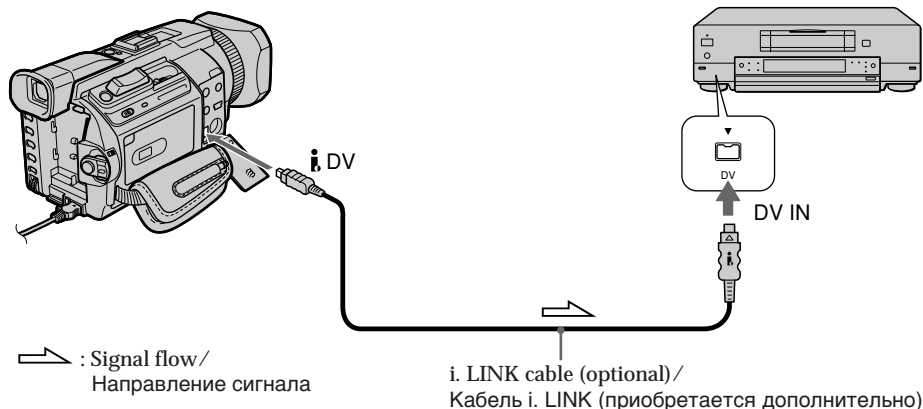 i DV
DV
DV IN
: Signal flow/
Направление сигнала
i. LINK cable (optional)/
Кабель i. LINK (приобретается дополнительно)